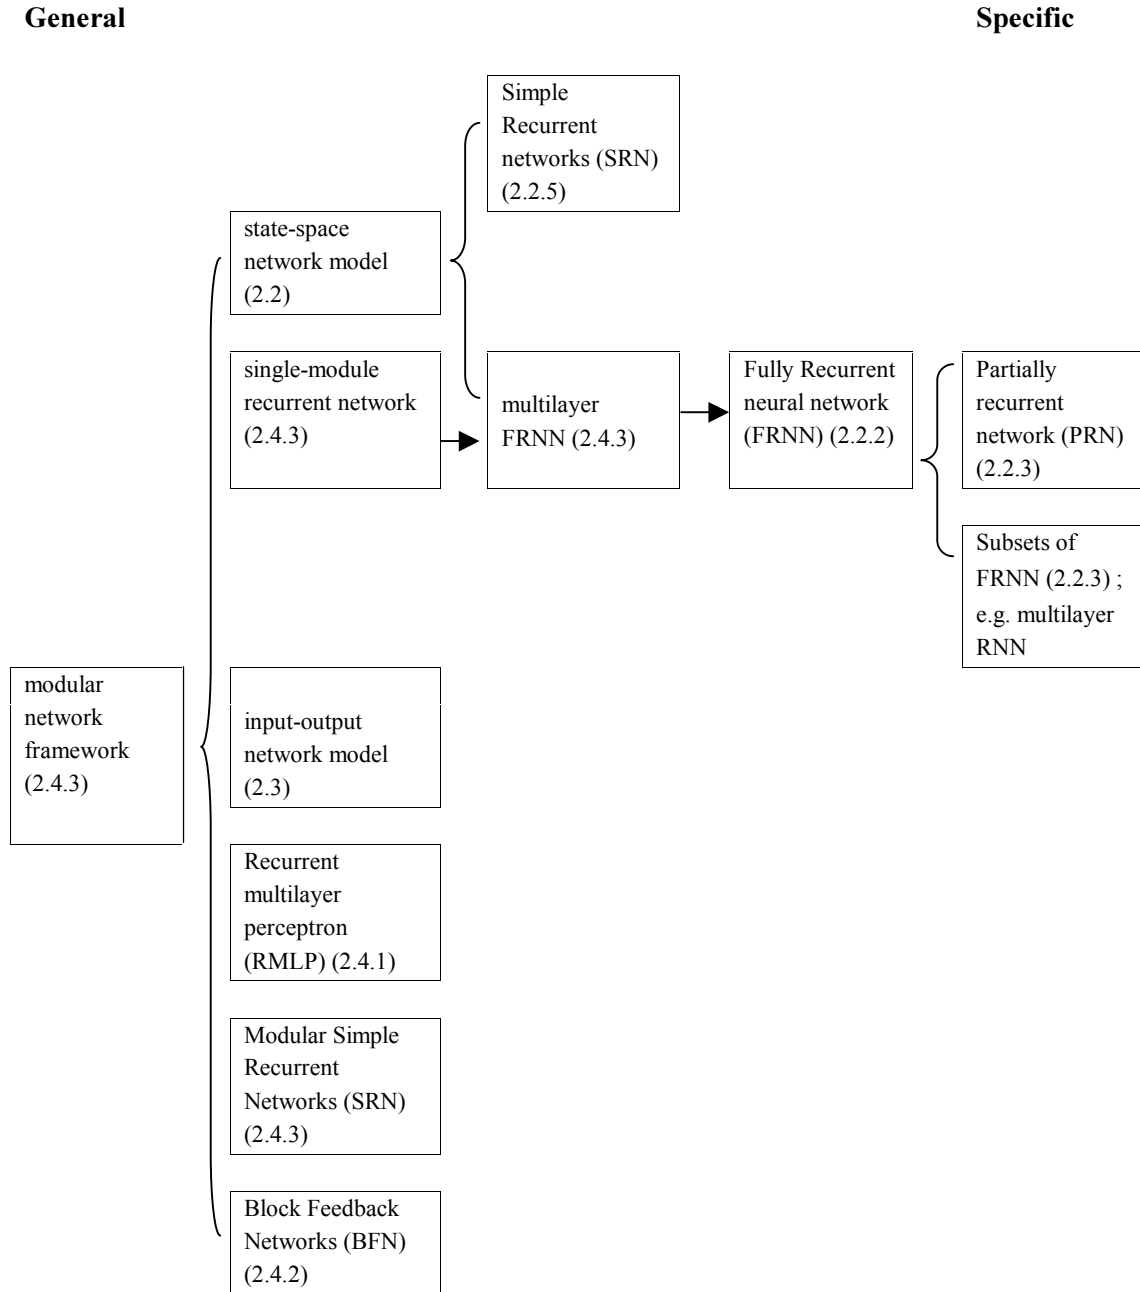 General
Specific
Simple
Recurrent
networks (SRN)
(2.2.5)
state-space
network model
(2.2)
single-module
recurrent network
(2.4.3)
multilayer
FRNN (2.4.3)
Fully Recurrent
neural network
(FRNN) (2.2.2)
Partially
recurrent
network (PRN)
(2.2.3)
Subsets of
FRNN (2.2.3) ;
e.g. multilayer
RNN
modular
network
framework
(2.4.3)
input-output
network model
(2.3)
Recurrent
multilayer
perceptron
(RMLP) (2.4.1)
Modular Simple
Recurrent
Networks (SRN)
(2.4.3)
Block Feedback
Networks (BFN)
(2.4.2)